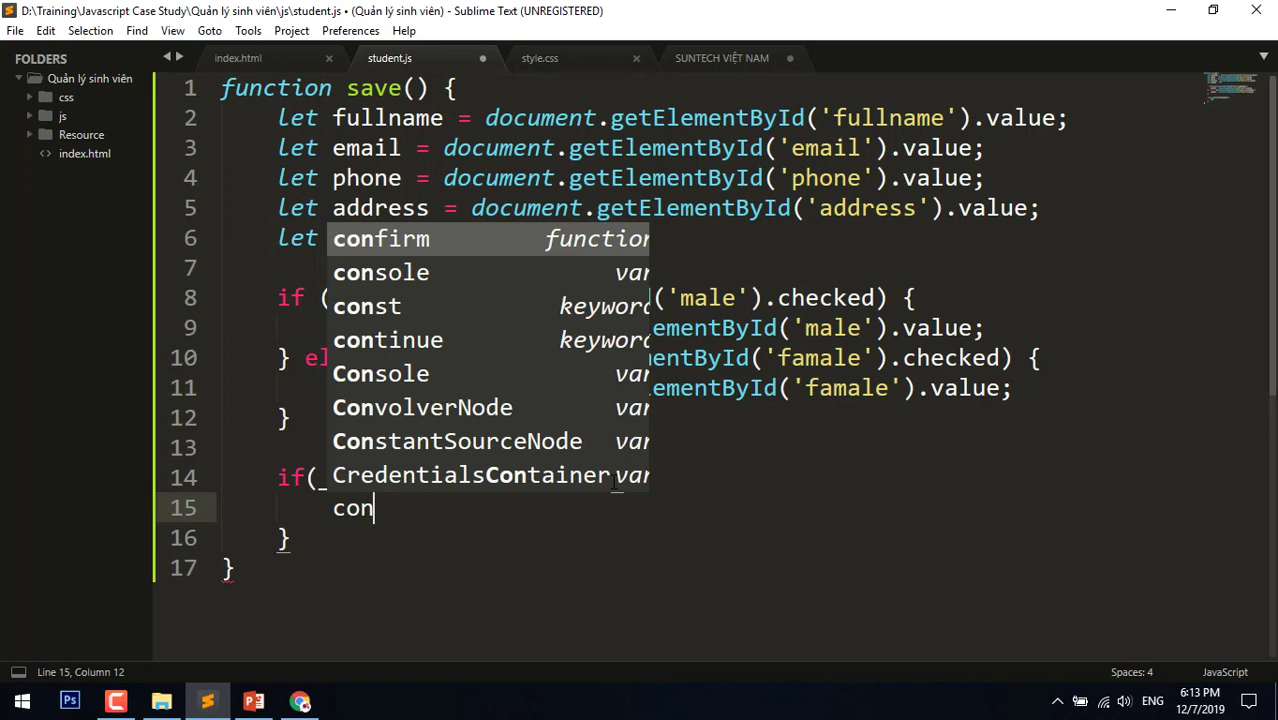 D:\Training\Javascript Case Study\Quản lý sinh viên\js\student.js • (Quản lý sinh viên) - Sublime Text (UNREGISTERED)
File Edit Selection Find View Goto Tools Project Preferences Help
FOLDERS
Quản lý sinh viên
css
js
Resource
index.html
index.html student.js style.css SUNTECH VIỆT NAM
1 function save() {
2 let fullname = document.getElementById('fullname').value;
3 let email = document.getElementById('email').value;
4 let phone = document.getElementById('phone').value;
5 let address = document.getElementById('address').value;
6 let
7
8 if ( ('male').checked) {
9 ementById('male').value;
10 } el ementById('famale').checked) {
11 ementById('famale').value;
12 }
13
14 if(_
15 con
16 }
17 }
confirm function
console var
const keyword
continue keyword
Console var
ConvolverNode var
ConstantSourceNode var
CredentialsContainer var
Line 15, Column 12
Spaces: 4
JavaScript
ENG
6:13 PM
12/7/2019